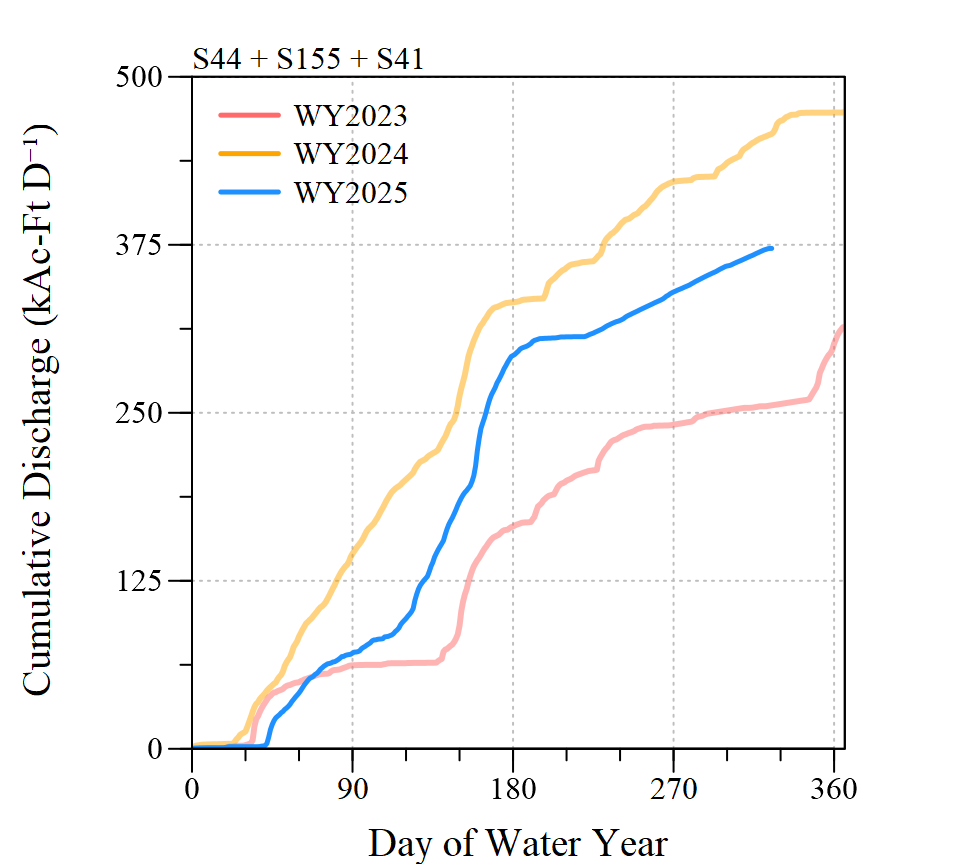 S44 + S155 + S41
500
WY2023
WY2024
WY2025
375
250
125
0
0 90 180 270 360
Day of Water Year
Cumulative Discharge (kAc-Ft D⁻¹)